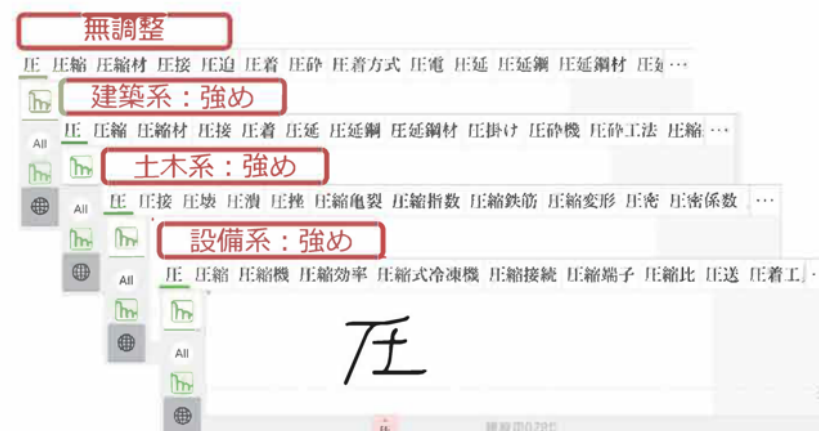 無調整
圧 圧縮 圧縮材 圧接 圧迫 圧着 圧砕 圧着方式 圧電 圧延 圧延鋼 圧延鋼材 …
建築系：強め
All
圧 圧縮 圧縮材 圧接 圧着 圧延 圧延鋼 圧延鋼材 圧掛け 圧砕機 圧砕工法 圧縮 …
土木系：強め
All
圧 圧接 圧壊 圧潰 圧挫 圧縮亀裂 圧縮指数 圧縮鉄筋 圧縮変形 圧密 圧密係数 …
設備系：強め
All
圧 圧縮 圧縮機 圧縮効率 圧縮式冷凍機 圧縮接続 圧縮端子 圧縮比 圧送 圧着工
All
圧